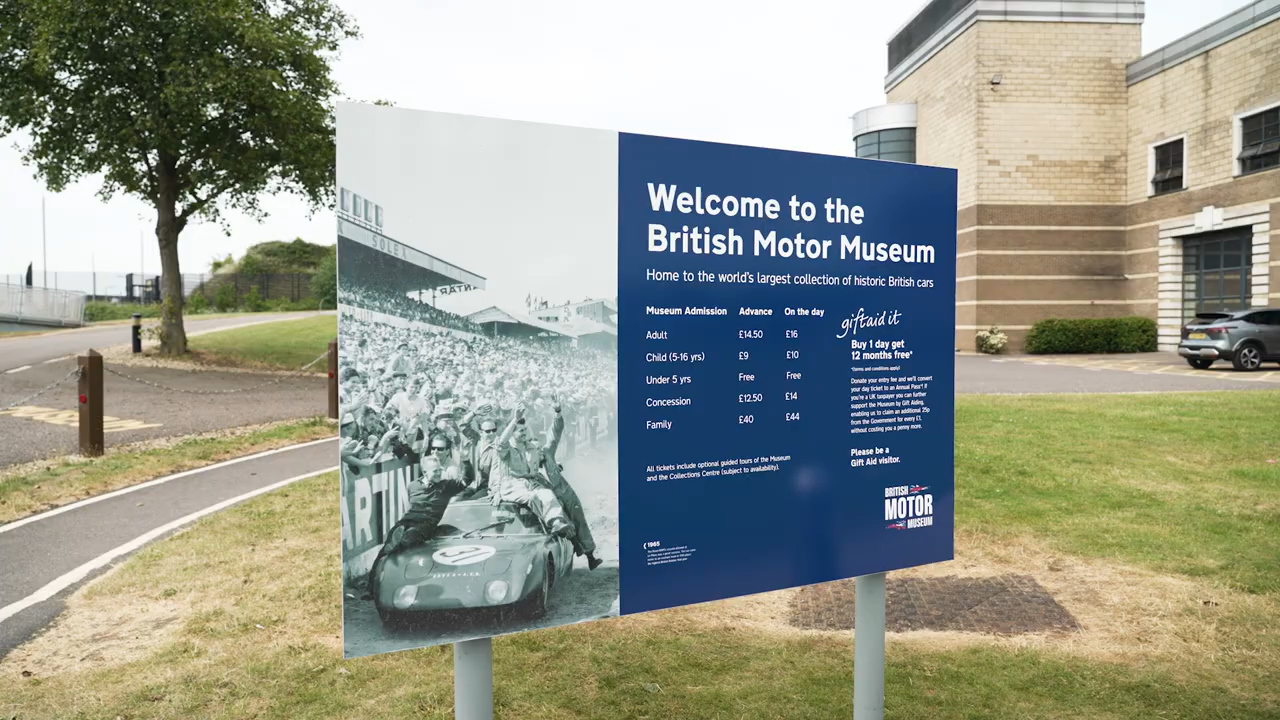 SOLEX
ARTIN
Welcome to the
British Motor Museum
Home to the world's largest collection of historic British cars
Museum Admission Advance On the day
Adult £14.50 £16
Child (5-16 yrs) £9 £10
Under 5 yrs Free Free
Concession £12.50 £14
Family £40 £44
All tickets include optional guided tours of the Museum
and the Collections Centre (subject to availability).
giftaid it
Buy 1 day get
12 months free*
(Terms and conditions apply)
Donate your entry fee and we'll convert
your day ticket to an Annual Pass*! If
you're a UK taxpayer you can further
support the Museum by Gift Aiding,
enabling us to claim an additional 25p
from the Government for every £1,
without costing you a penny more.
Please be a
Gift Aid visitor.
BRITISH
MOTOR
MUSEUM
1965